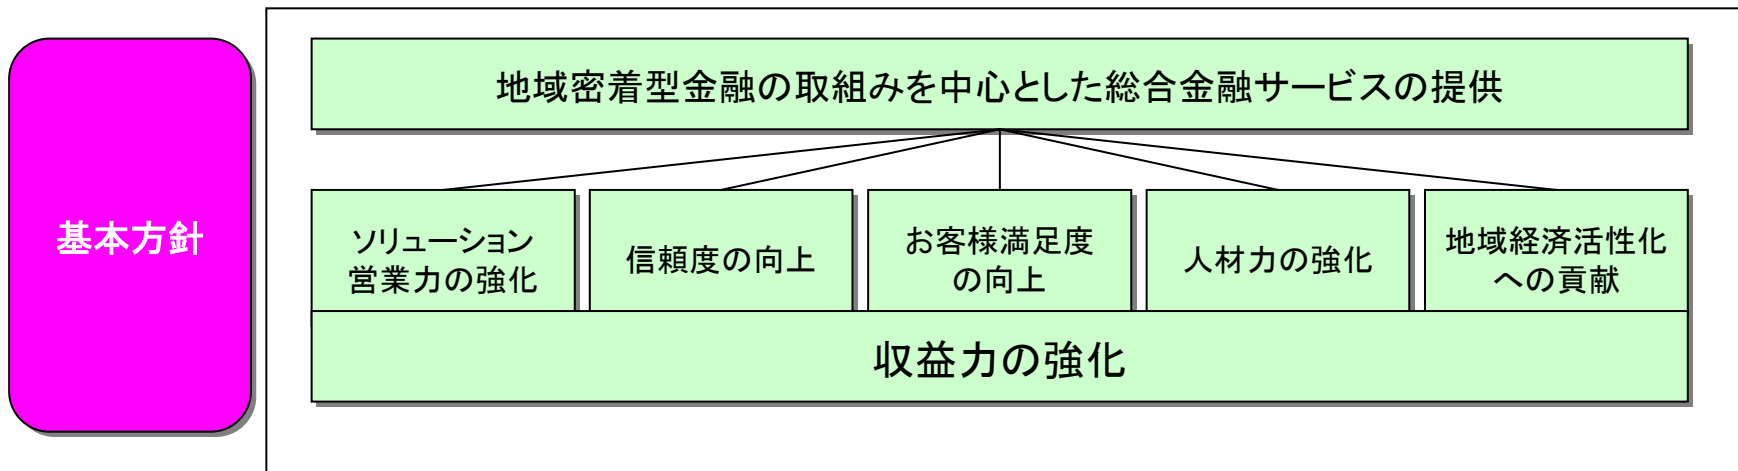 基本方針
地域密着型金融の取組みを中心とした総合金融サービスの提供
ソリューション
営業力の強化
信頼度の向上
お客様満足度
の向上
人材力の強化
地域経済活性化
への貢献
収益力の強化